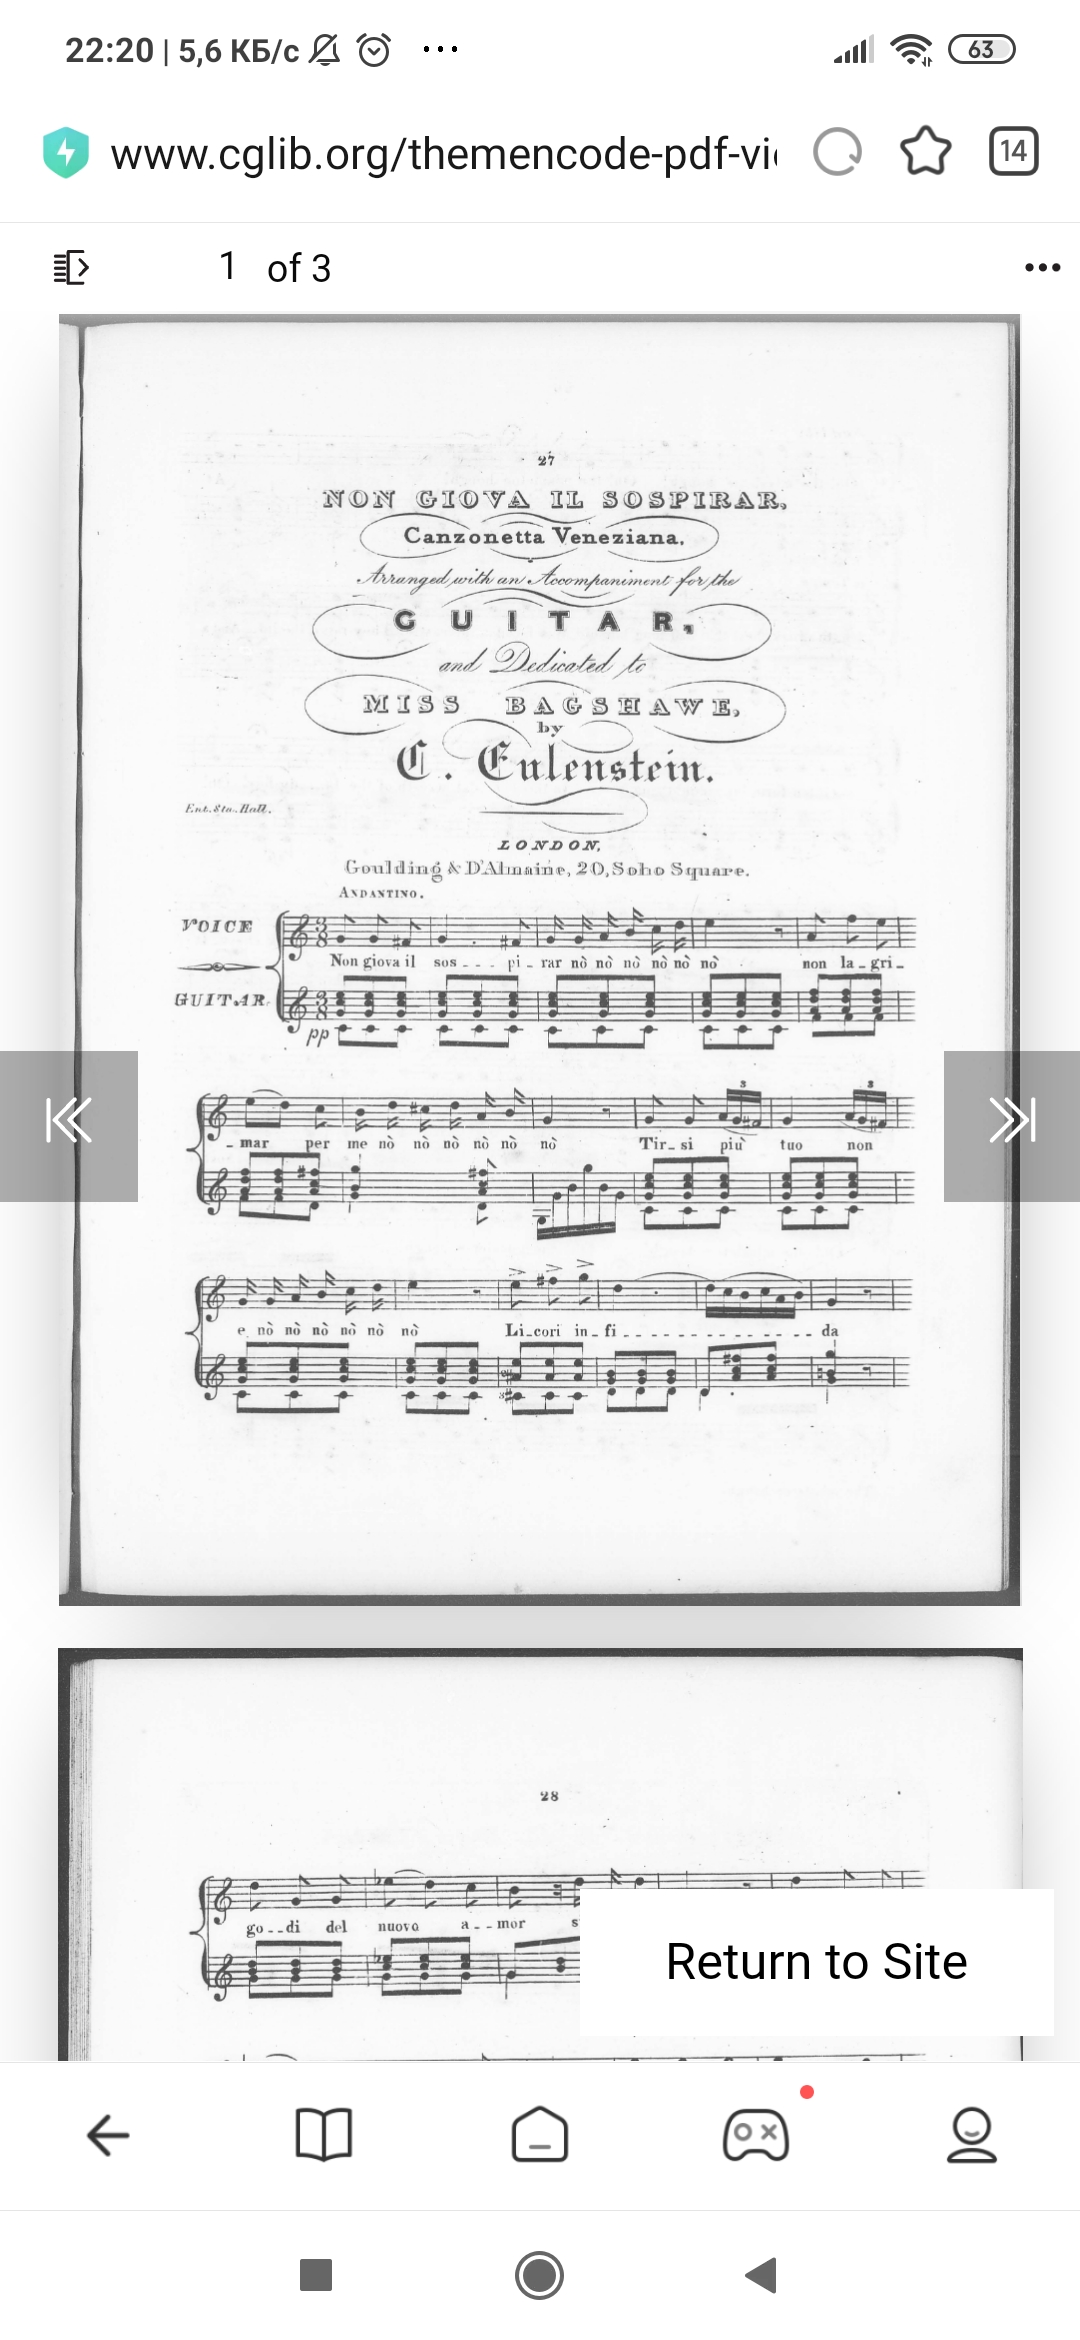 22:20 | 5,6 КБ/с
63
www.cglib.org/themencode-pdf-vi
14
1 of 3
27
NON GIOVA IL SOSPIRAR,
Canzonetta Veneziana,
Arranged with an Accompaniment for the
GUITAR,
and Dedicated to
MISS BAGSHAWE,
by
C. Eulenstein.
Ent. Sta. Hall.
LONDON,
Goulding & D'Almaine, 20, Soho Square.
ANDANTINO.
VOICE
Non giova il sos - - - - pi - rar nò nò nò nò nò nò non la - gri -
GUITAR
pp
3
3
- mar per me nò nò nò nò nò nò Tir - si più tuo non
e nò nò nò nò nò nò Li - cori in - fi - - - - - - - - - - - - - da
28
go - - di del nuovo a - - mor s
Return to Site